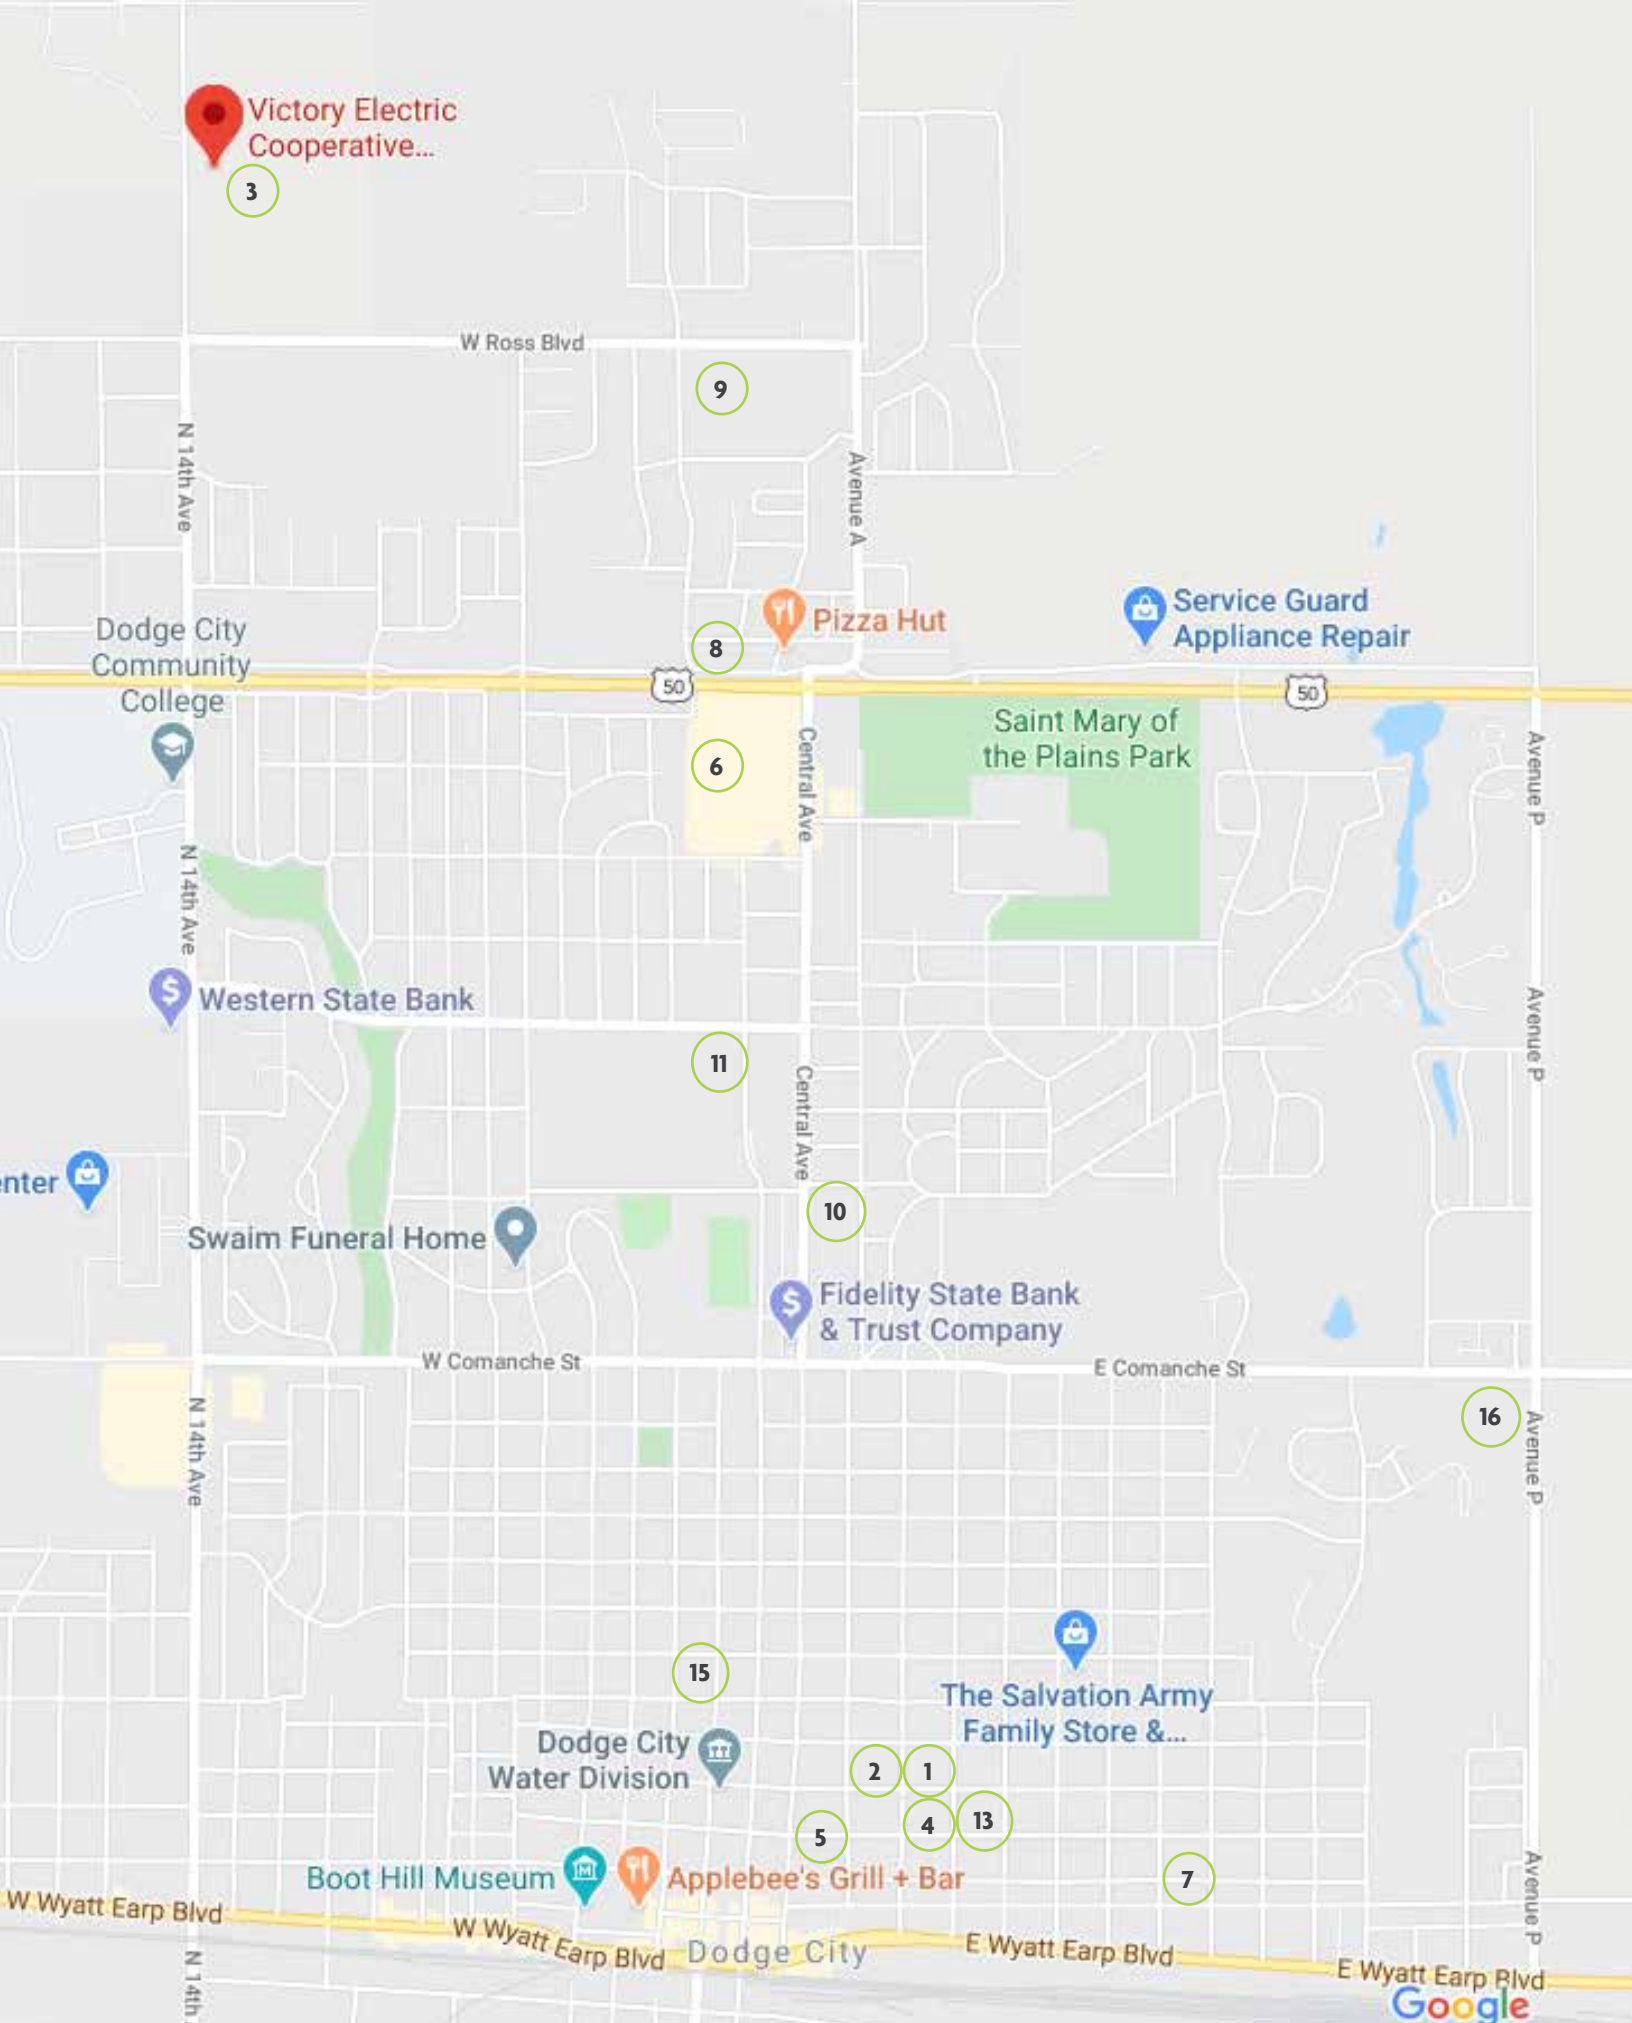 Victory Electric
Cooperative...
3
W Ross Blvd
9
N 14th Ave
Avenue A
Service Guard
Appliance Repair
Pizza Hut
Dodge City
Community
College
8
50
50
Saint Mary of
the Plains Park
6
Central Ave
Avenue P
N 14th Ave
Western State Bank
Avenue P
11
Central Ave
enter
10
Swaim Funeral Home
Fidelity State Bank
& Trust Company
W Comanche St
E Comanche St
16
N 14th Ave
Avenue P
15
The Salvation Army
Family Store &...
Dodge City
Water Division
2
1
4
13
5
Boot Hill Museum
Applebee's Grill + Bar
7
Avenue P
W Wyatt Earp Blvd
W Wyatt Earp Blvd
Dodge City
E Wyatt Earp Blvd
E Wyatt Earp Blvd
N 14th
Google